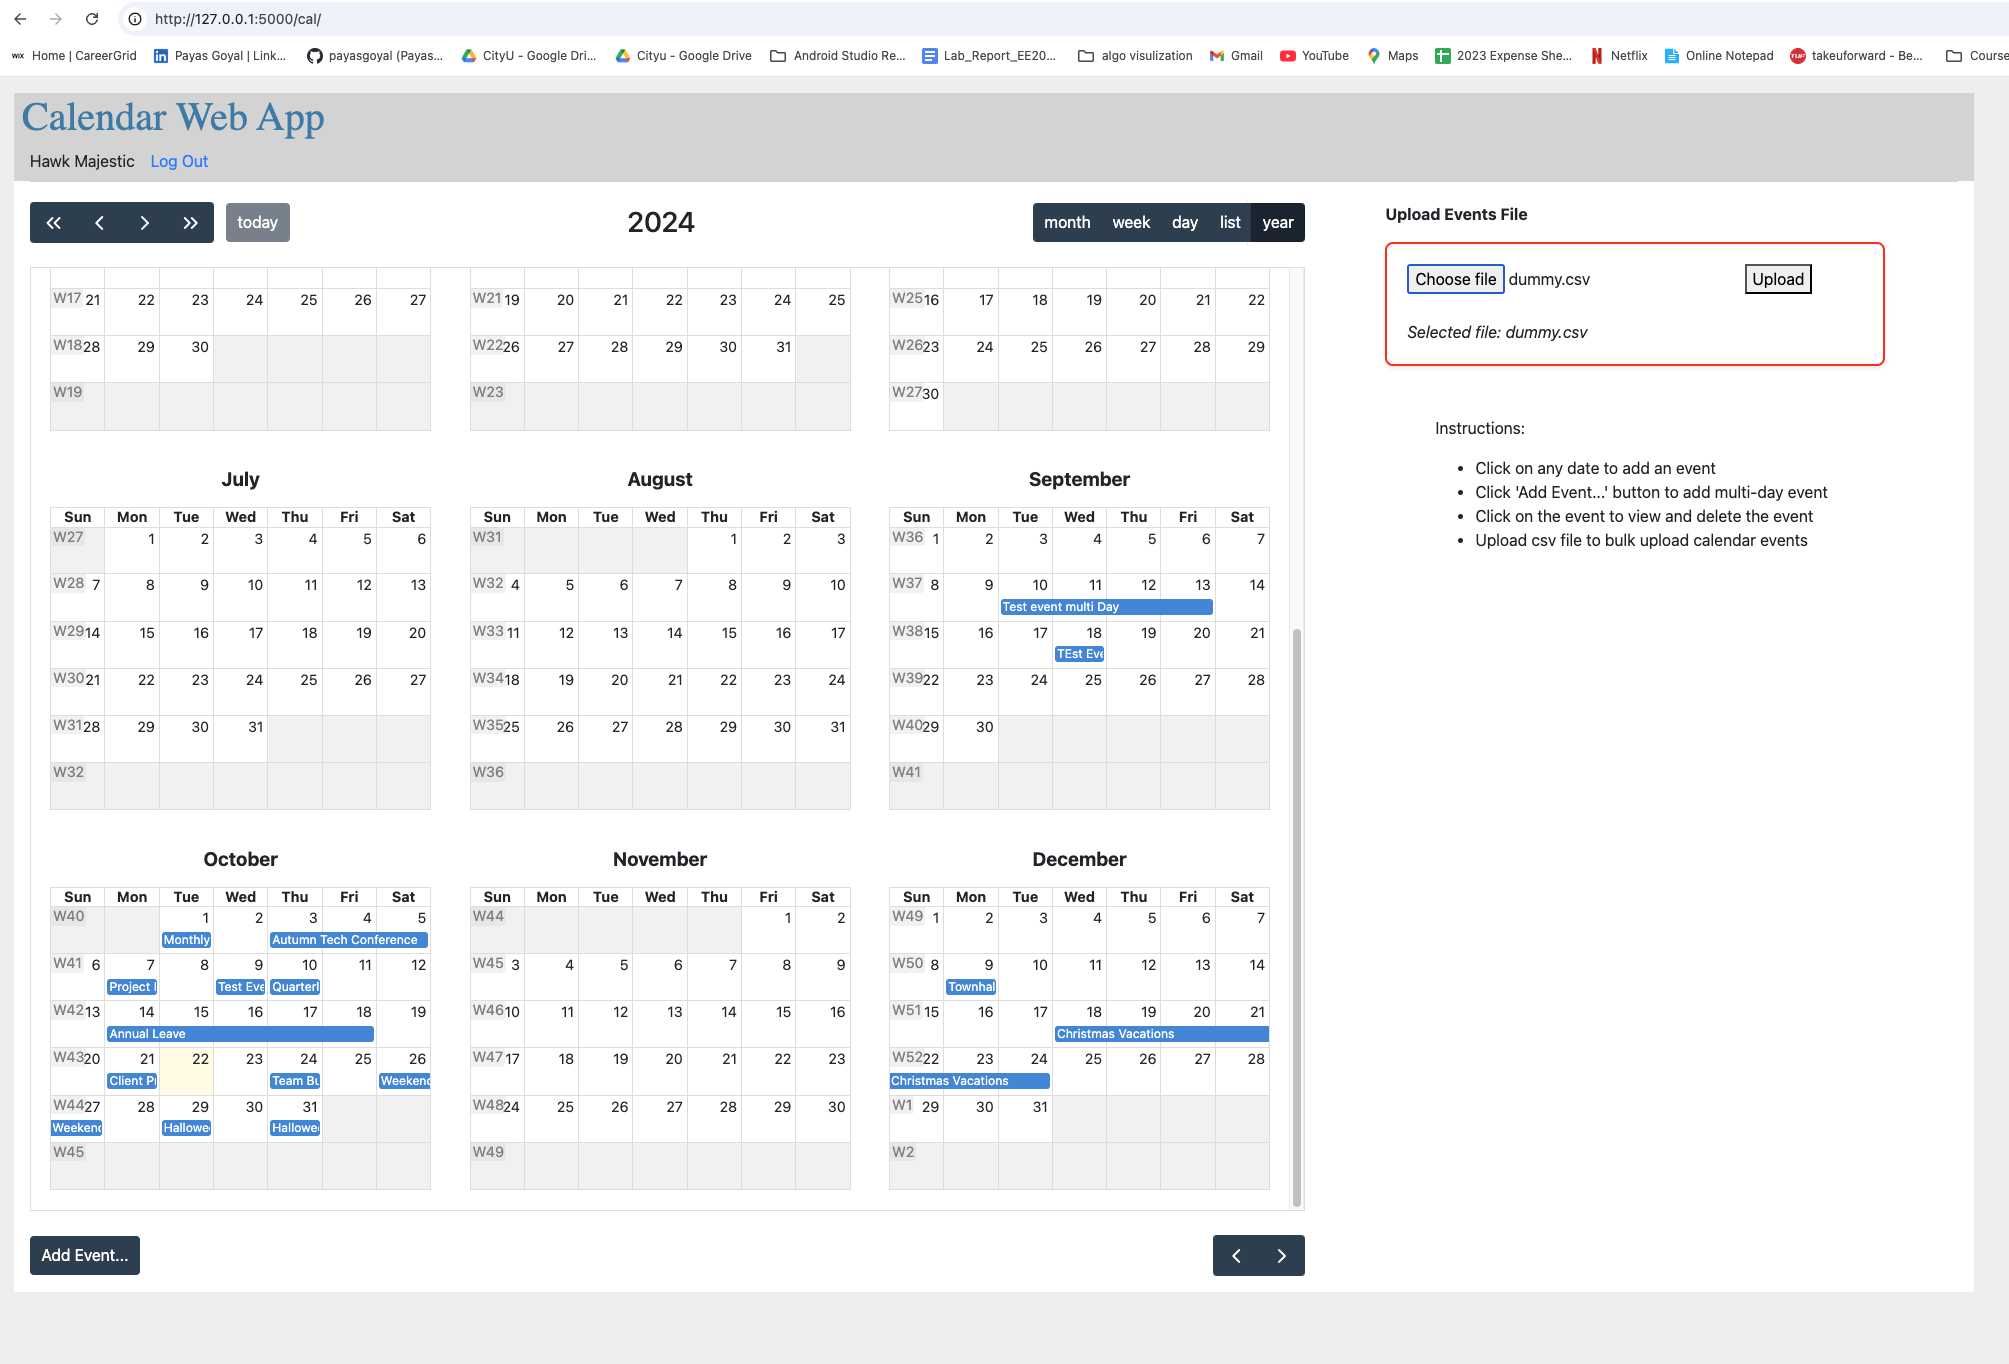 http://127.0.0.1:5000/cal/
WIX Home | CareerGrid Payas Goyal | Link... payasgoyal (Payas... CityU - Google Dri... Cityu - Google Drive Android Studio Re... Lab_Report_EE20... algo visulization Gmail YouTube Maps 2023 Expense She... Netflix Online Notepad TUF takeuforward - Be... Course
Calendar Web App
Hawk Majestic Log Out
today 2024 month week day list year
W17 21 22 23 24 25 26 27
W18 28 29 30
W19
W21 19 20 21 22 23 24 25
W22 26 27 28 29 30 31
W23
W25 16 17 18 19 20 21 22
W26 23 24 25 26 27 28 29
W27 30
July
Sun Mon Tue Wed Thu Fri Sat
W27 1 2 3 4 5 6
W28 7 8 9 10 11 12 13
W29 14 15 16 17 18 19 20
W30 21 22 23 24 25 26 27
W31 28 29 30 31
W32
August
Sun Mon Tue Wed Thu Fri Sat
W31 1 2 3
W32 4 5 6 7 8 9 10
W33 11 12 13 14 15 16 17
W34 18 19 20 21 22 23 24
W35 25 26 27 28 29 30 31
W36
September
Sun Mon Tue Wed Thu Fri Sat
W36 1 2 3 4 5 6 7
W37 8 9 10 11 12 13 14
Test event multi Day
W38 15 16 17 18 19 20 21
TEst Eve
W39 22 23 24 25 26 27 28
W40 29 30
W41
October
Sun Mon Tue Wed Thu Fri Sat
W40 1 2 3 4 5
Monthly Autumn Tech Conference
W41 6 7 8 9 10 11 12
Project Test Eve Quarterl
W42 13 14 15 16 17 18 19
Annual Leave
W43 20 21 22 23 24 25 26
Client P Team Bu Weekend
W44 27 28 29 30 31
Weekend Hallowe Hallowe
W45
November
Sun Mon Tue Wed Thu Fri Sat
W44 1 2
W45 3 4 5 6 7 8 9
W46 10 11 12 13 14 15 16
W47 17 18 19 20 21 22 23
W48 24 25 26 27 28 29 30
W49
December
Sun Mon Tue Wed Thu Fri Sat
W49 1 2 3 4 5 6 7
W50 8 9 10 11 12 13 14
Townhal
W51 15 16 17 18 19 20 21
Christmas Vacations
W52 22 23 24 25 26 27 28
Christmas Vacations
W1 29 30 31
W2
Add Event...
Upload Events File
Choose file dummy.csv Upload
Selected file: dummy.csv
Instructions:
• Click on any date to add an event
• Click 'Add Event...' button to add multi-day event
• Click on the event to view and delete the event
• Upload csv file to bulk upload calendar events